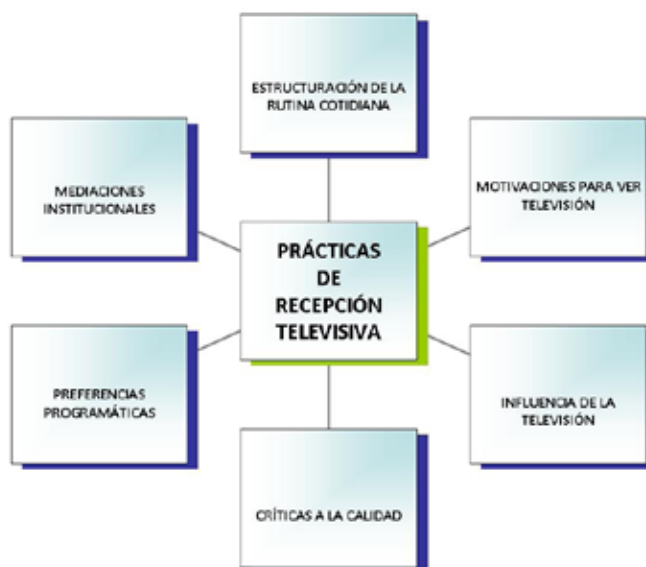 ESTRUCTURACIÓN DE LA
RUTINA COTIDIANA
MEDIACIONES
INSTITUCIONALES
MOTIVACIONES PARA VER
TELEVISIÓN
PRÁCTICAS
DE
RECEPCIÓN
TELEVISIVA
PREFERENCIAS
PROGRAMÁTICAS
INFLUENCIA DE LA
TELEVISIÓN
CRÍTICAS A LA CALIDAD